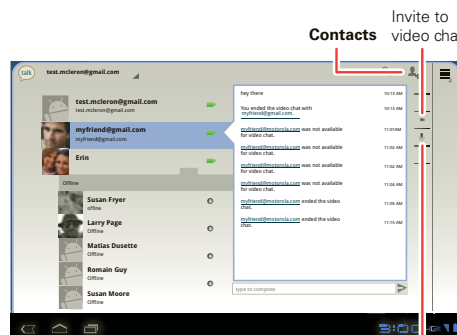 Invite to
Contacts video cha
talk test.mcleron@gmail.com
test.mcleron@gmail.com
test.mcleron@gmail.com
myfriend@gmail.com
myfriend@gmail.com
Erin
Offline
Susan Fryer
offline
Larry Page
Offline
Matias Dusette
Offline
Romain Guy
Offline
Susan Moore
Offline
hey there 10:13 AM
You ended the video chat with 10:13 AM
myfriend@gmail.com.
myfriend@motorola.com was not available 11:01AM
for video chat.
myfriend@motorola.com was not available 11:02 AM
for video chat.
myfriend@motorola.com was not available 11:02 AM
for video chat.
myfriend@motorola.com was not available 11:04 AM
for video chat.
myfriend@motorola.com ended the video 11:05 AM
chat.
myfriend@motorola.com ended the video 11:15 AM
chat.
type to compose